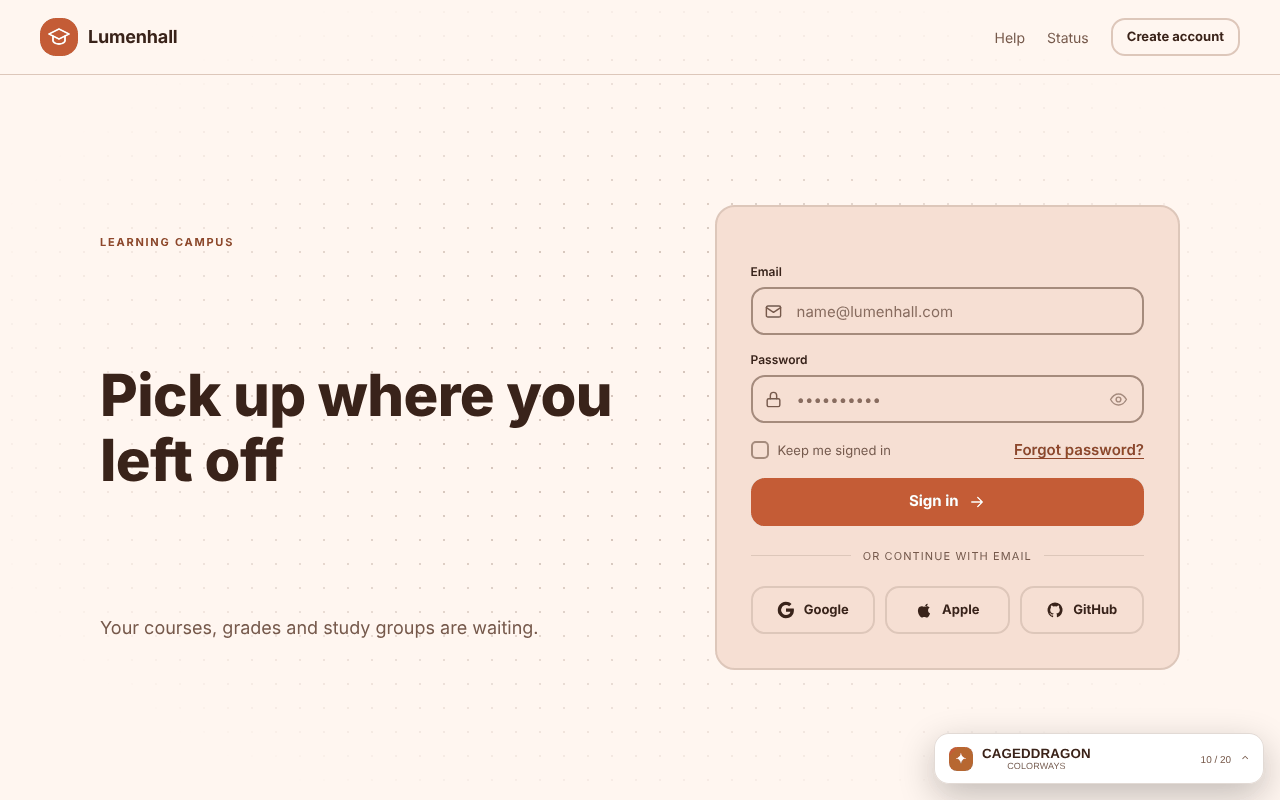 Lumenhall
Help
Status
Create account
LEARNING CAMPUS
Pick up where you
left off
Your courses, grades and study groups are waiting.
Email
name@lumenhall.com
Password
••••••••••
Keep me signed in
Forgot password?
Sign in →
OR CONTINUE WITH EMAIL
Google
Apple
GitHub
CAGEDDRAGON
COLORWAYS
10 / 20